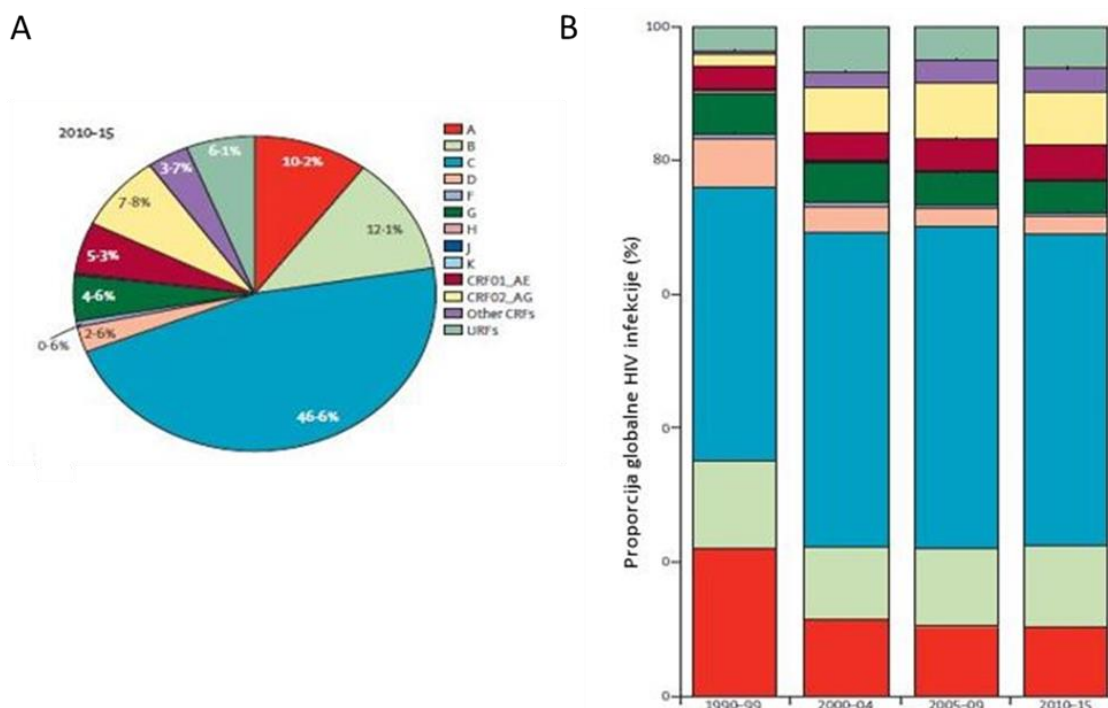 A
2010-15
6·1%
10·2%
3·7%
7·8%
12·1%
5·3%
4·6%
2·6%
0·6%
46·6%
A
B
C
D
F
G
H
J
K
CRF01_AE
CRF02_AG
Other CRFs
URFs
B
Proporcija globalne HIV infekcije (%)
100
80
0
0
0
0
1990-99 2000-04 2005-09 2010-15